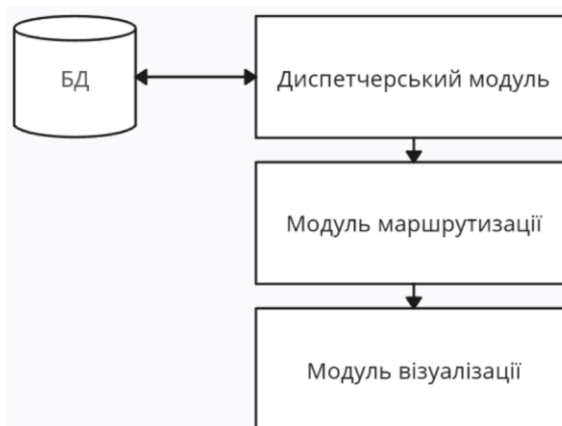 БД
Диспетчерський модуль
Модуль маршрутизації
Модуль візуалізації